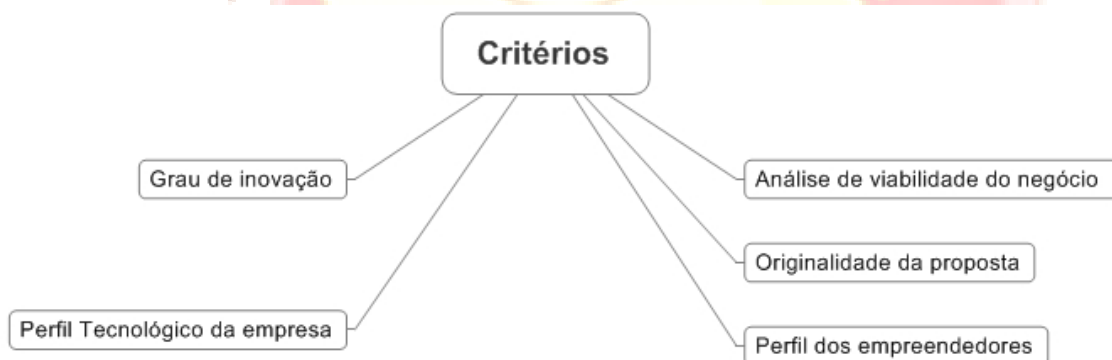 Critérios
Grau de inovação
Análise de viabilidade do negócio
Originalidade da proposta
Perfil Tecnológico da empresa
Perfil dos empreendedores